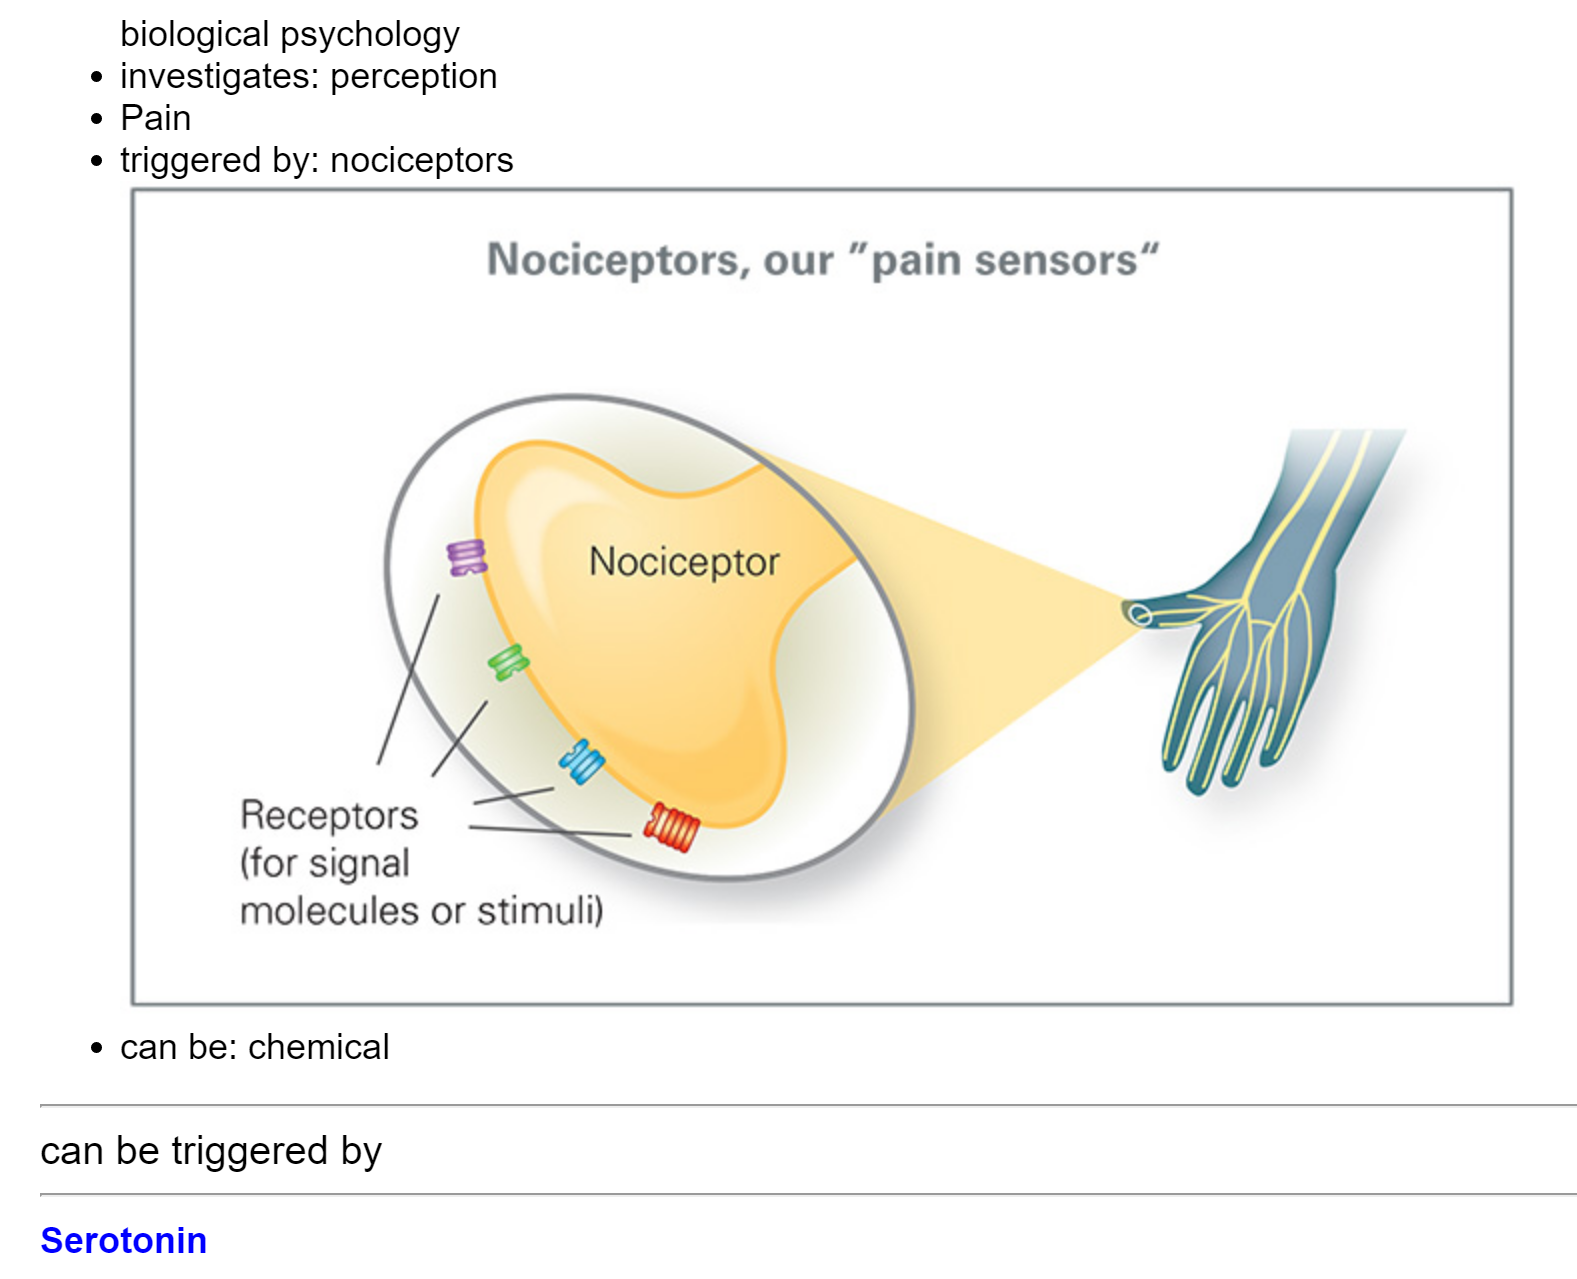 biological psychology
• investigates: perception
• Pain
• triggered by: nociceptors
Nociceptors, our ”pain sensors“
Nociceptor
Receptors
(for signal
molecules or stimuli)
• can be: chemical
can be triggered by
Serotonin